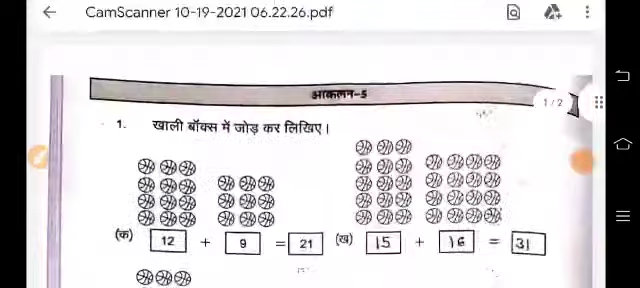 CamScanner 10-19-2021 06.22.26.pdf
आकलन-5
1/2
1. खाली बॉक्स में जोड़ कर लिखिए।
(क) 12 + 9 = 21 (ख) 15 + 16 = 31